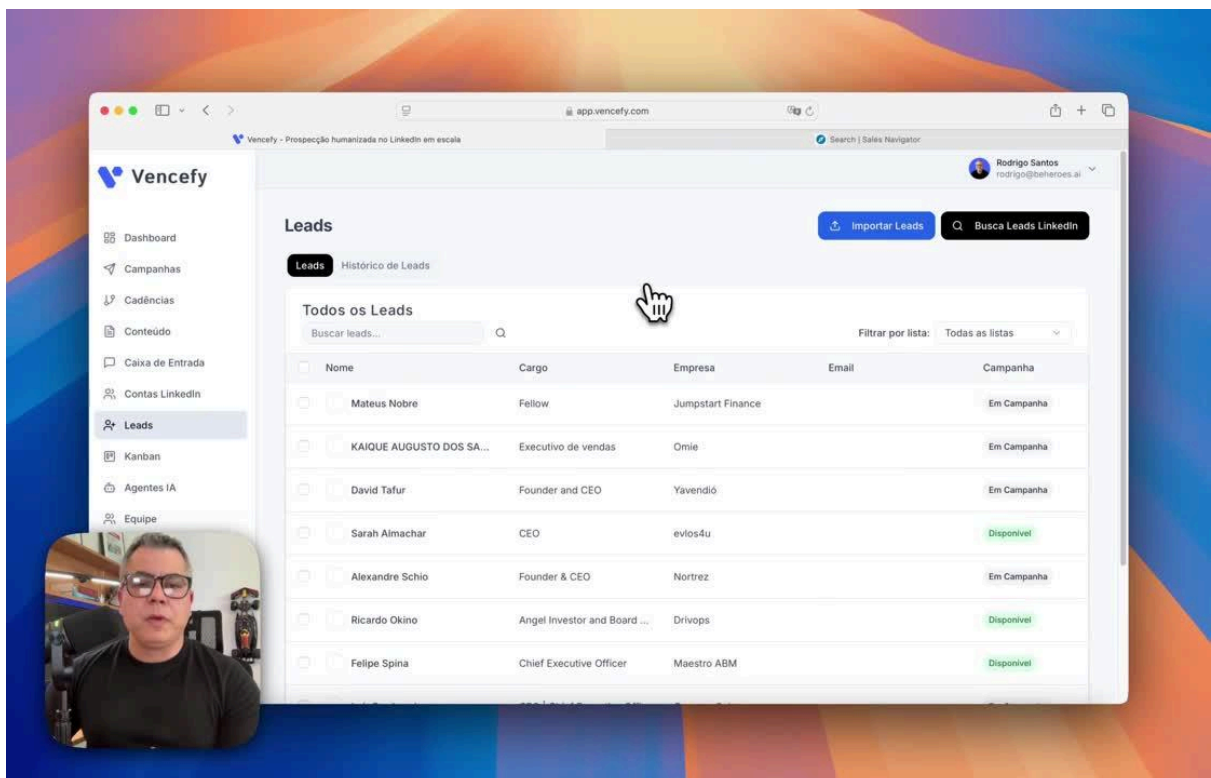 app.vencefy.com
Vencefy - Prospecção humanizada no LinkedIn em escala
Search | Sales Navigator
Vencefy
Rodrigo Santos
rodrigo@beheroes.ai
Dashboard
Campanhas
Cadências
Conteúdo
Caixa de Entrada
Contas LinkedIn
Leads
Kanban
Agentes IA
Equipe
Leads
Importar Leads
Busca Leads LinkedIn
Leads Histórico de Leads
Todos os Leads
Buscar leads...
Filtrar por lista: Todas as listas
Nome Cargo Empresa Email Campanha
Mateus Nobre Fellow Jumpstart Finance Em Campanha
KAIQUE AUGUSTO DOS SA... Executivo de vendas Omie Em Campanha
David Tafur Founder and CEO Yavendió Em Campanha
Sarah Almachar CEO evlos4u Disponível
Alexandre Schio Founder & CEO Nortrez Em Campanha
Ricardo Okino Angel Investor and Board ... Drivops Disponível
Felipe Spina Chief Executive Officer Maestro ABM Disponível